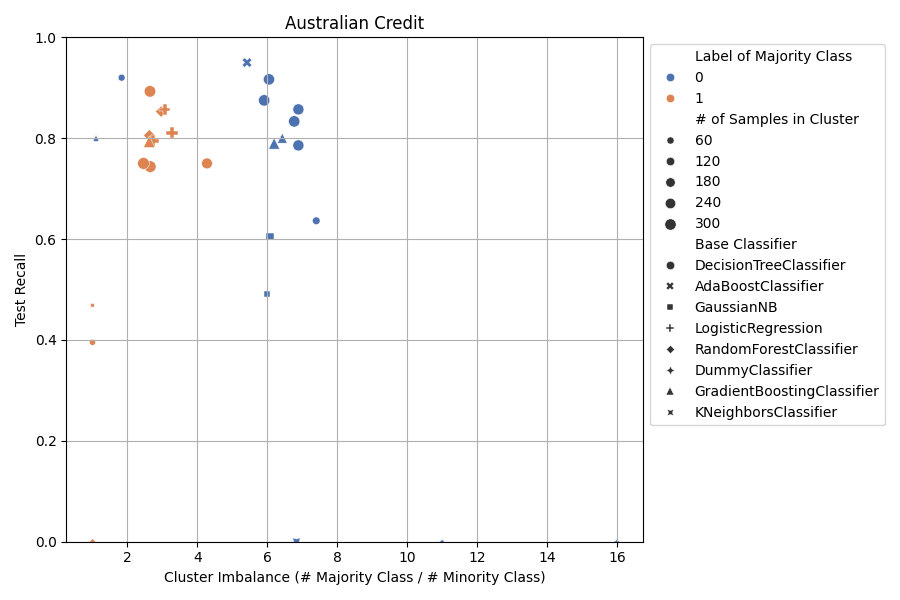 Australian Credit
1.0
0.8
0.6
0.4
0.2
0.0
Test Recall
2 4 6 8 10 12 14 16
Cluster Imbalance (# Majority Class / # Minority Class)
Label of Majority Class
0
1
# of Samples in Cluster
60
120
180
240
300
Base Classifier
DecisionTreeClassifier
AdaBoostClassifier
GaussianNB
LogisticRegression
RandomForestClassifier
DummyClassifier
GradientBoostingClassifier
KNeighborsClassifier